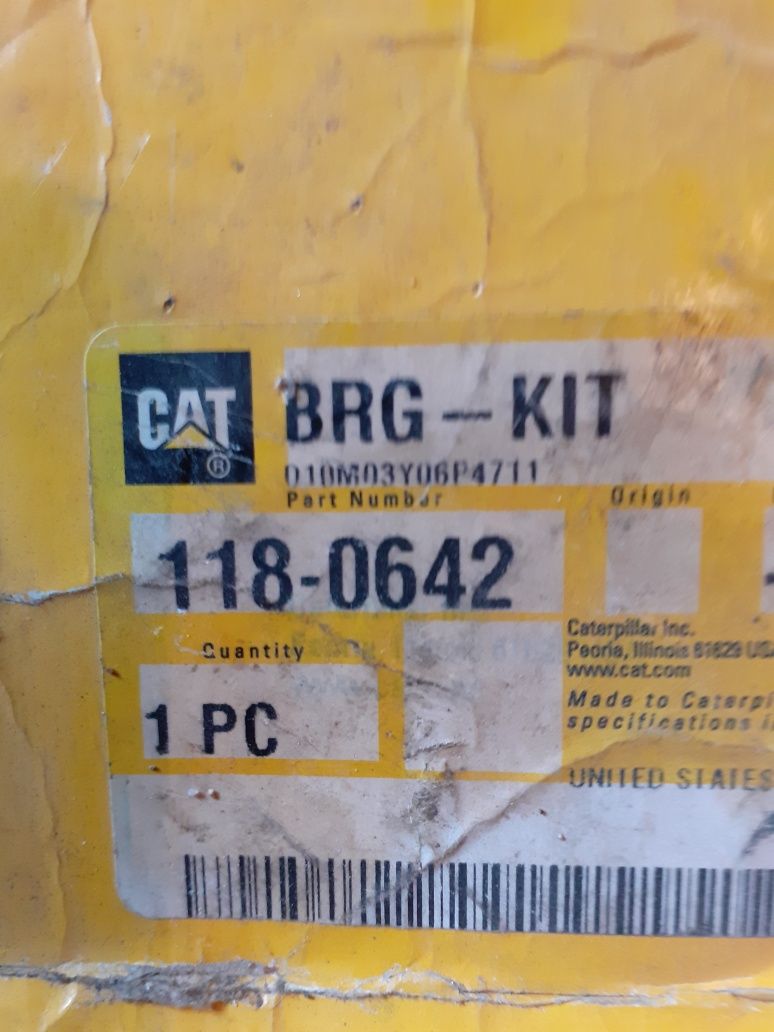 CAT
®
BRG - KIT
010M03Y06P4711
Part Number
Origin
118-0642
Quantity
1 PC
Caterpillar Inc.
Peoria, Illinois 61629 USA
www.cat.com
Made to Caterpi
specifications i
UNITED STATES